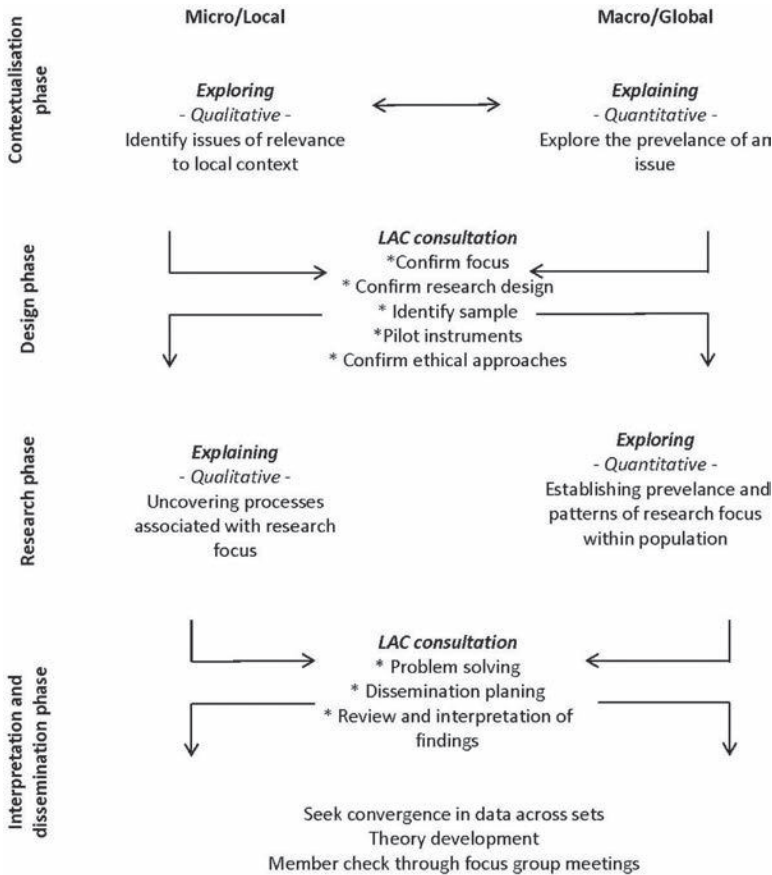 Micro/Local
Macro/Global
Contextualisation
phase
Exploring
- Qualitative -
Identify issues of relevance
to local context
Explaining
- Quantitative -
Explore the prevelance of an
issue
Design phase
LAC consultation
*Confirm focus
* Confirm research design
* Identify sample
*Pilot instruments
* Confirm ethical approaches
Research phase
Explaining
- Qualitative -
Uncovering processes
associated with research
focus
Exploring
- Quantitative -
Establishing prevelance and
patterns of research focus
within population
Interpretation and
dissemination phase
LAC consultation
* Problem solving
* Dissemination planing
* Review and interpretation of
findings
Seek convergence in data across sets
Theory development
Member check through focus group meetings